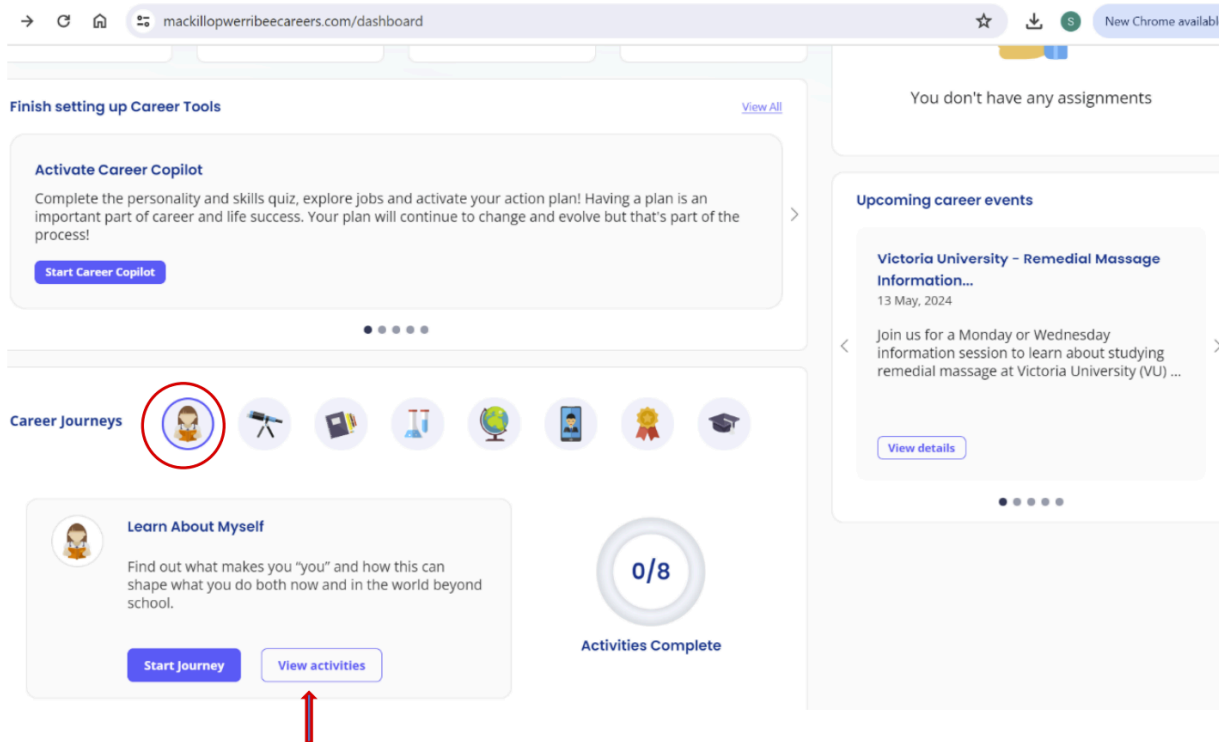 mackillopwerribeecareers.com/dashboard
S
New Chrome availabl
Finish setting up Career Tools
View All
Activate Career Copilot
Complete the personality and skills quiz, explore jobs and activate your action plan! Having a plan is an
important part of career and life success. Your plan will continue to change and evolve but that's part of the
process!
Start Career Copilot
Career Journeys
Learn About Myself
Find out what makes you “you” and how this can
shape what you do both now and in the world beyond
school.
Start Journey
View activities
0/8
Activities Complete
You don't have any assignments
Upcoming career events
Victoria University - Remedial Massage
Information...
13 May, 2024
Join us for a Monday or Wednesday
information session to learn about studying
remedial massage at Victoria University (VU) ...
View details